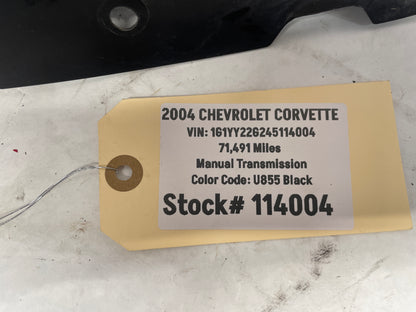 2004 CHEVROLET CORVETTE
VIN: 1G1YY22G245114004
71,491 Miles
Manual Transmission
Color Code: U855 Black
Stock# 114004